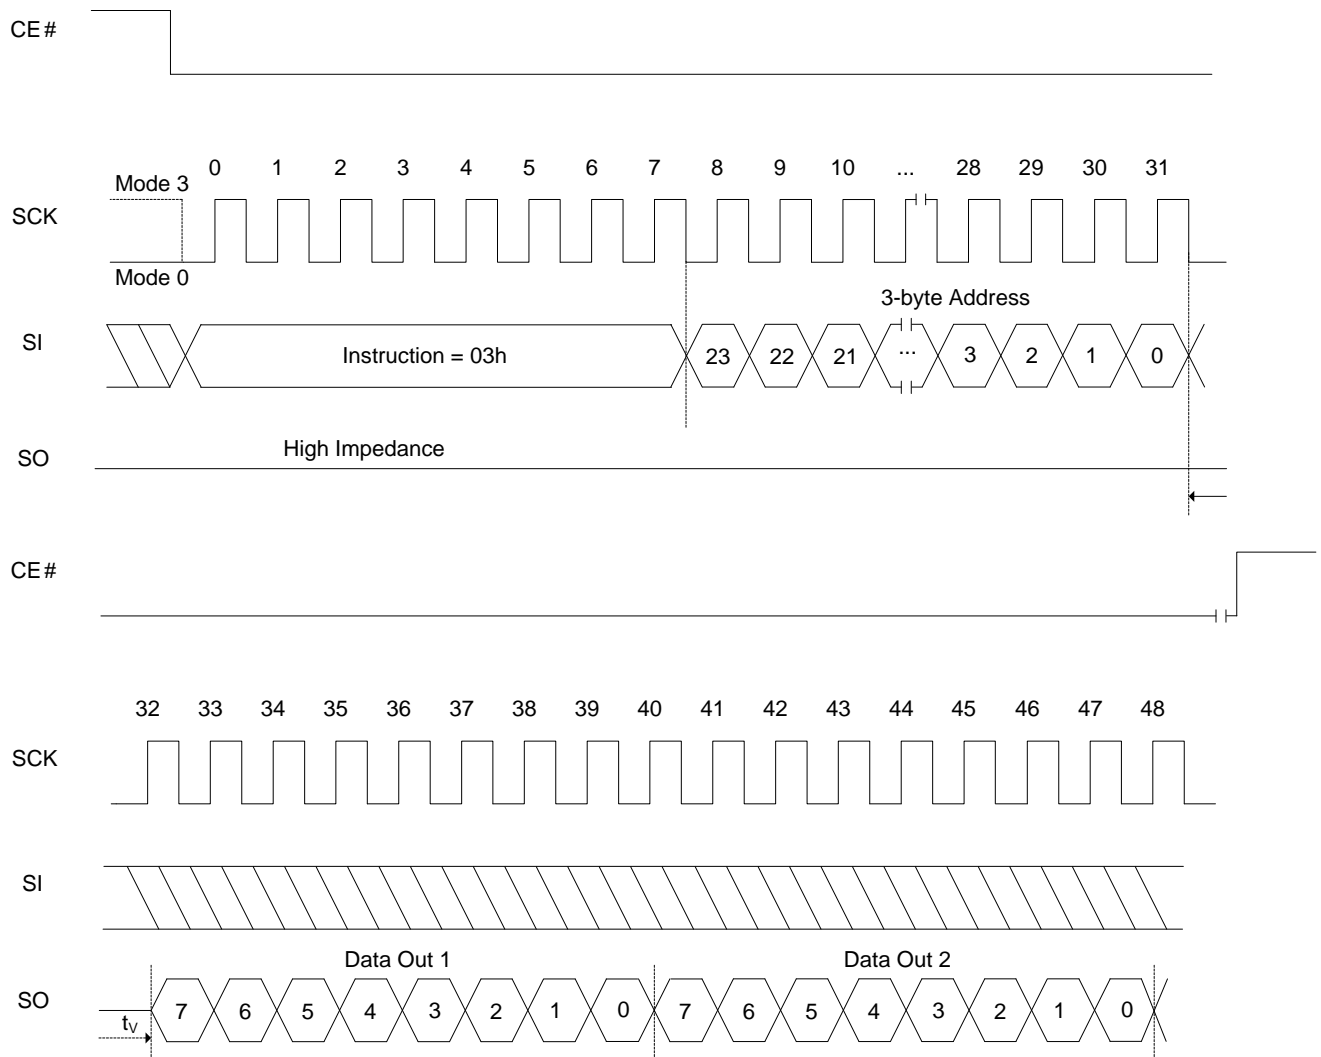 CE#
0 1 2 3 4 5 6 7 8 9 10 ... 28 29 30 31
Mode 3
SCK
Mode 0
3-byte Address
SI
Instruction = 03h
23 22 21 ... 3 2 1 0
High Impedance
SO
CE#
32 33 34 35 36 37 38 39 40 41 42 43 44 45 46 47 48
SCK
SI
Data Out 1 Data Out 2
SO
7 6 5 4 3 2 1 0 7 6 5 4 3 2 1 0
tV